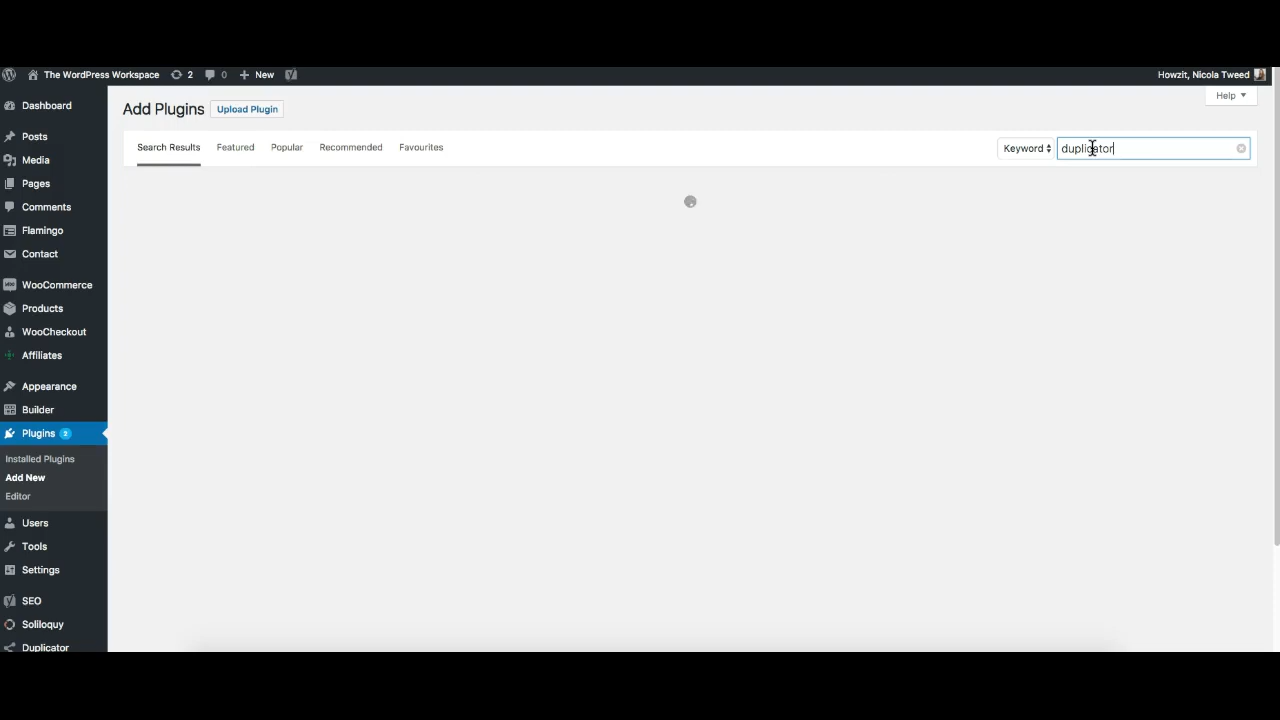 The WordPress Workspace 2 0 New Howzit, Nicola Tweed
Help
Add Plugins Upload Plugin
Search Results Featured Popular Recommended Favourites Keyword duplicator
Dashboard
Posts
Media
Pages
Comments
Flamingo
Contact
WooCommerce
Products
WooCheckout
Affiliates
Appearance
Builder
Plugins 2
Installed Plugins
Add New
Editor
Users
Tools
Settings
SEO
Soliloquy
Duplicator